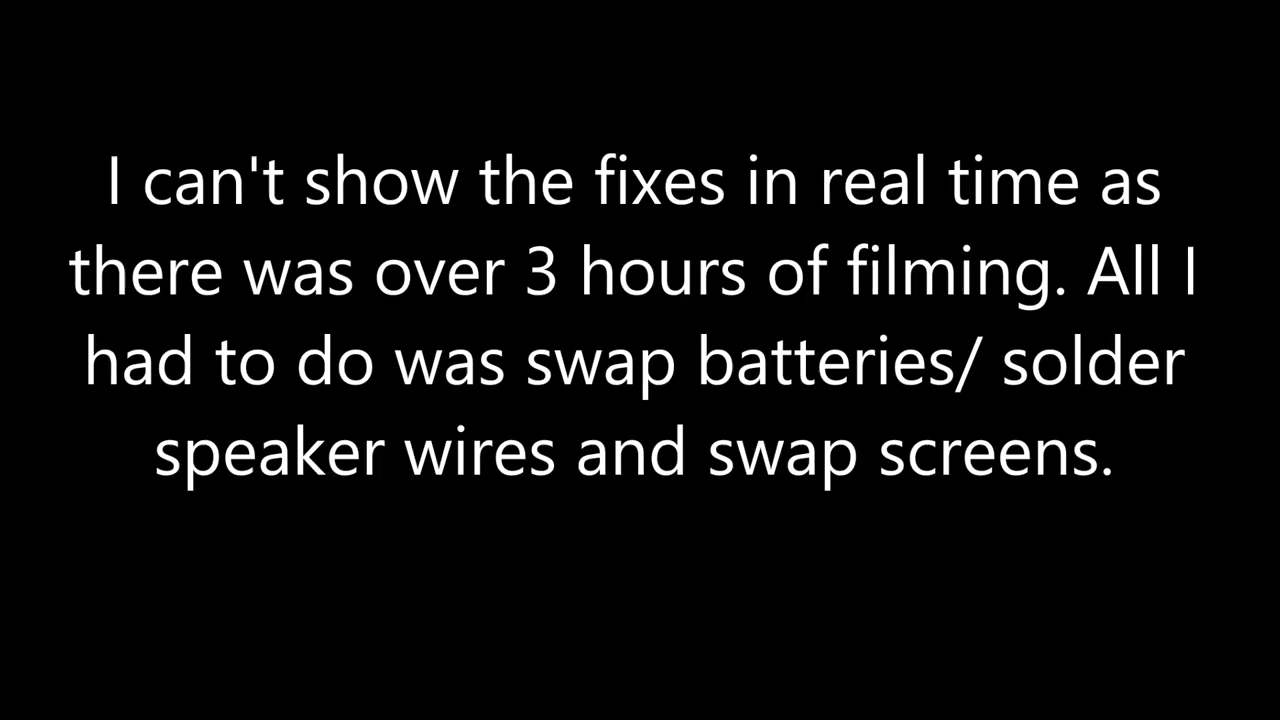 I can't show the fixes in real time as
there was over 3 hours of filming. All I
had to do was swap batteries/ solder
speaker wires and swap screens.